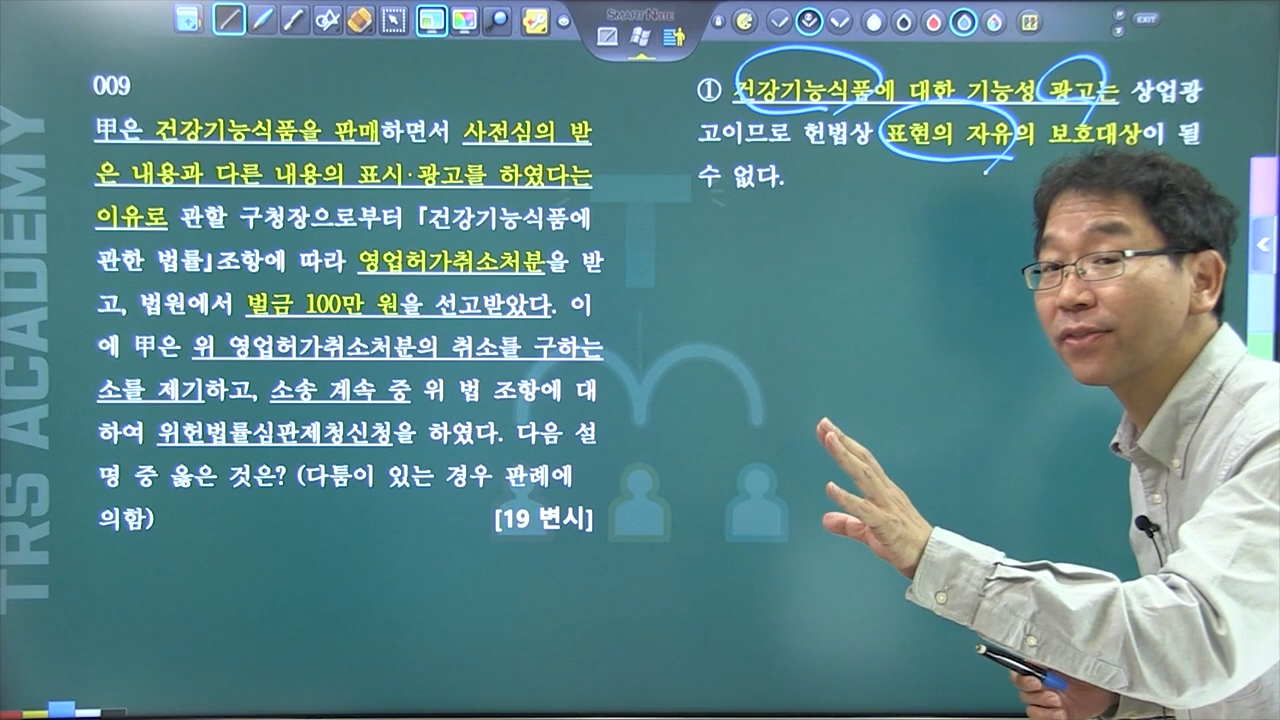 SMART NOTE
EXIT
TRS ACADEMY
009
甲은 건강기능식품을 판매하면서 사전심의 받
은 내용과 다른 내용의 표시·광고를 하였다는
이유로 관할 구청장으로부터 「건강기능식품에
관한 법률」조항에 따라 영업허가취소처분을 받
고, 법원에서 벌금 100만 원을 선고받았다. 이
에 甲은 위 영업허가취소처분의 취소를 구하는
소를 제기하고, 소송 계속 중 위 법 조항에 대
하여 위헌법률심판제청신청을 하였다. 다음 설
명 중 옳은 것은? (다툼이 있는 경우 판례에
의함) [19 변시]
① 건강기능식품에 대한 기능성 광고는 상업광
고이므로 헌법상 표현의 자유의 보호대상이 될
수 없다.